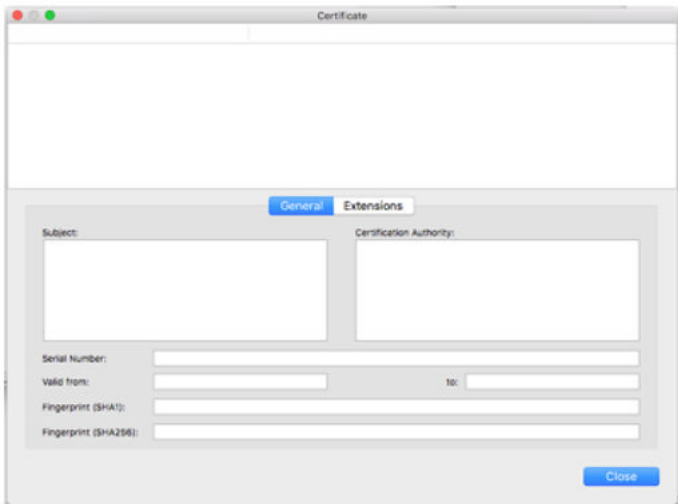 Certificate
General Extensions
Subject: Certification Authority:
Serial Number:
Valid from: to:
Fingerprint (SHA1):
Fingerprint (SHA256):
Close